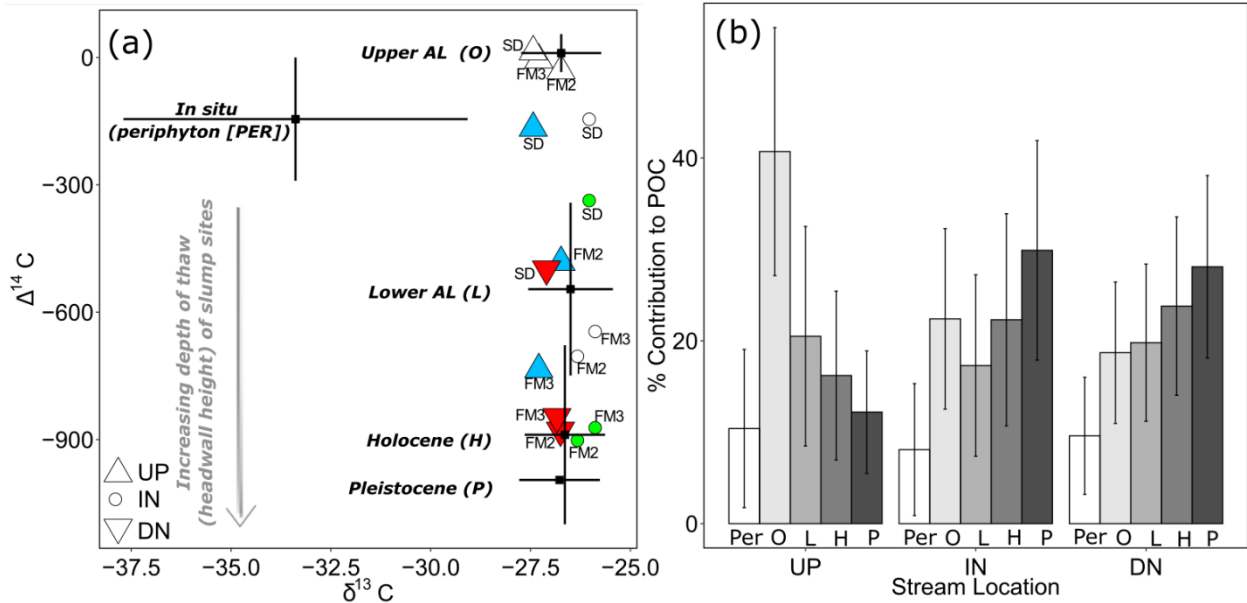 (a)
Upper AL (O)
SD
FM3
FM2
In situ
(periphyton [PER])
SD
SD
SD
FM2
SD
Lower AL (L)
FM3
FM2
FM3
FM3
FM3
Holocene (H)
FM2
FM2
Pleistocene (P)
Increasing depth of thaw
(headwall height) of slump sites
UP
IN
DN
0
−300
−600
−900
Δ14 C
−37.5
−35.0
−32.5
−30.0
−27.5
−25.0
δ13 C
(b)
% Contribution to POC
40
20
0
Per O L H P
Per O L H P
Per O L H P
UP
IN
DN
Stream Location